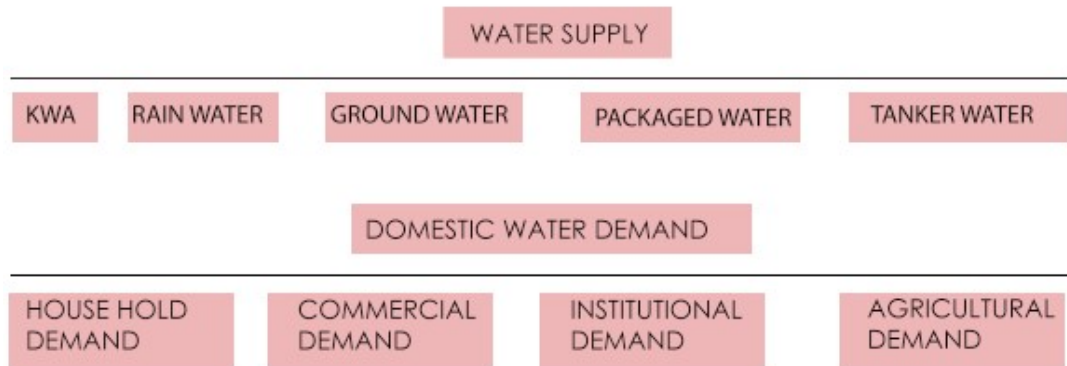 WATER SUPPLY
KWA
RAIN WATER
GROUND WATER
PACKAGED WATER
TANKER WATER
DOMESTIC WATER DEMAND
HOUSE HOLD
DEMAND
COMMERCIAL
DEMAND
INSTITUTIONAL
DEMAND
AGRICULTURAL
DEMAND